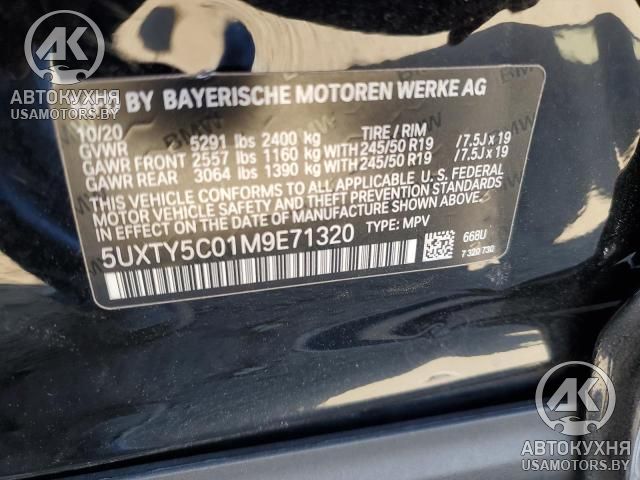 AK
АВТОКУХНЯ
USAMOTORS.BY
BY BAYERISCHE MOTOREN WERKE AG
10/20
GVWR 5291 lbs 2400 kg TIRE / RIM
GAWR FRONT 2557 lbs 1160 kg WITH 245/50 R19 /7.5J x 19
GAWR REAR 3064 lbs 1390 kg WITH 245/50 R19 /7.5J x 19
THIS VEHICLE CONFORMS TO ALL APPLICABLE U. S. FEDERAL
MOTOR VEHICLE SAFETY AND THEFT PREVENTION STANDARDS
IN EFFECT ON THE DATE OF MANUFACTURE SHOWN ABOVE.
5UXTY5C01M9E71320 TYPE: MPV
668U
7 320 730
AK
АВТОКУХНЯ
USAMOTORS.BY